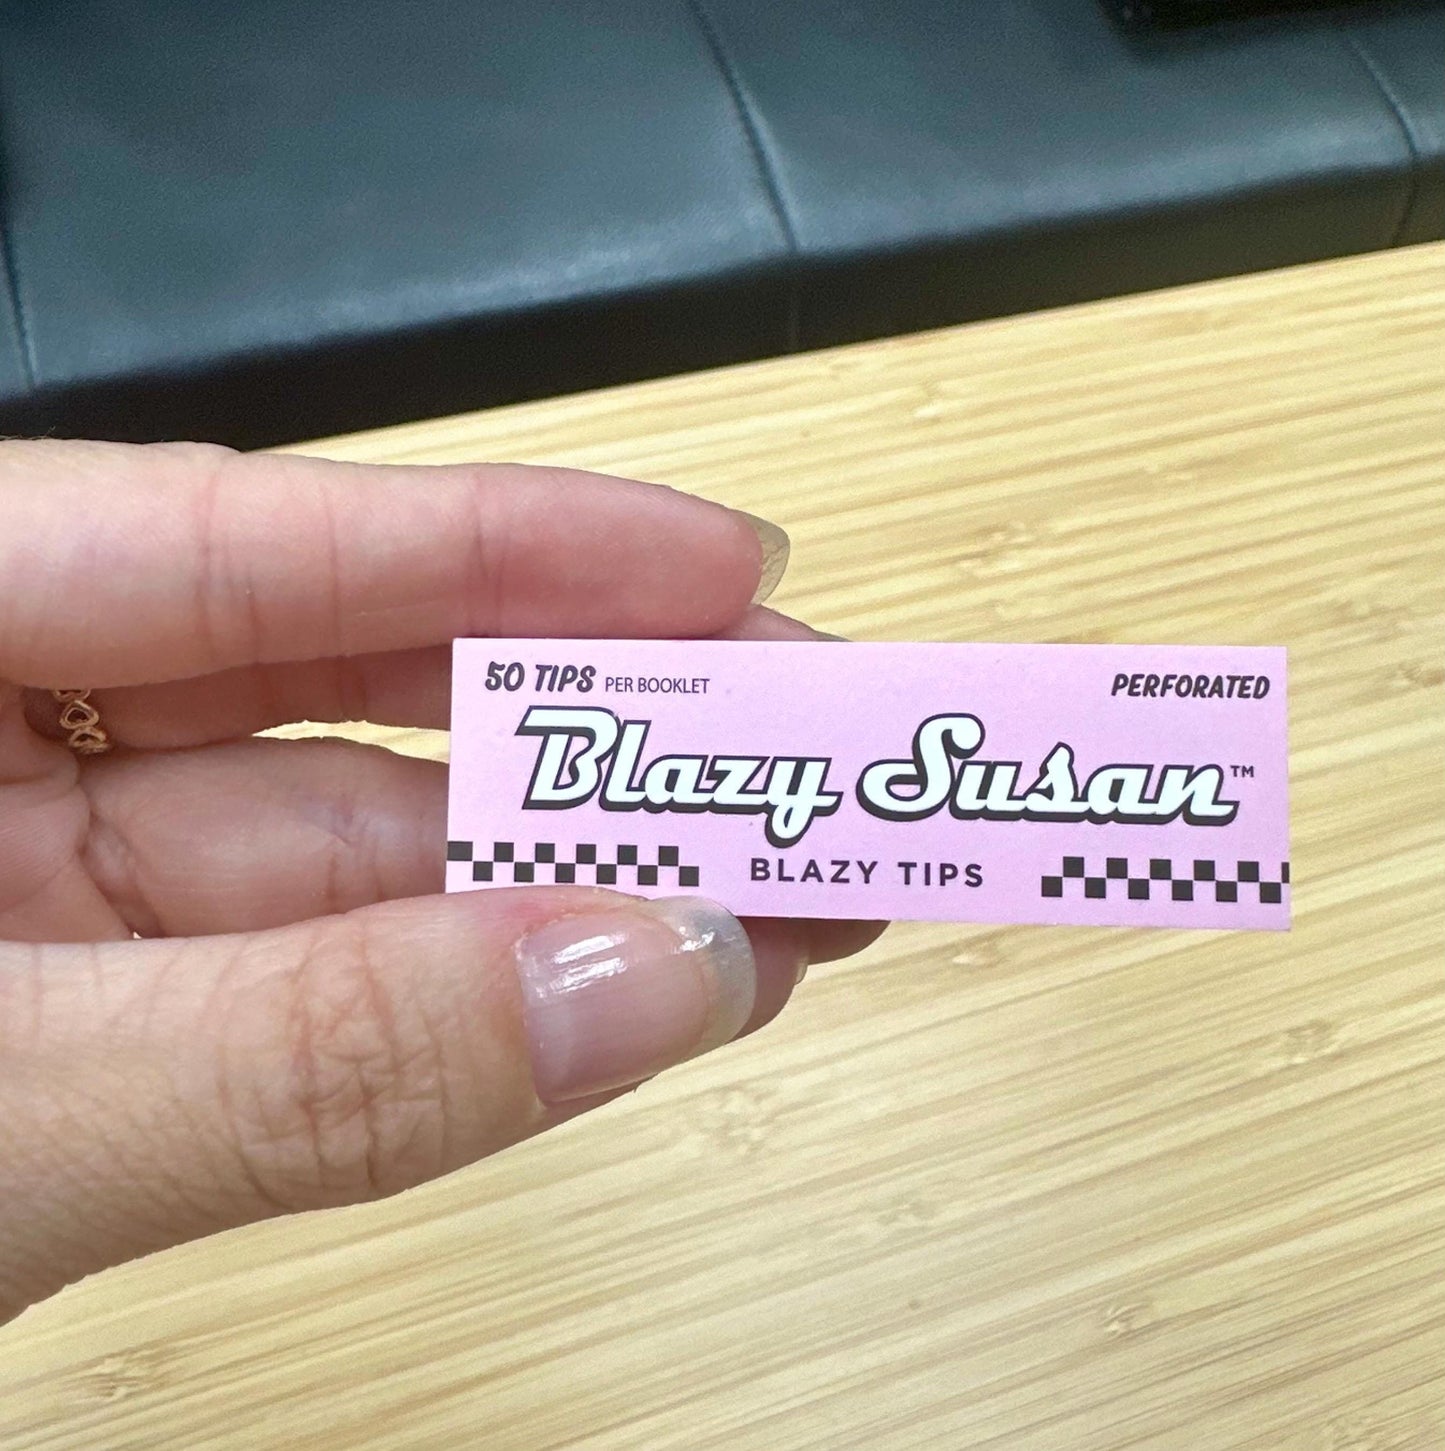 50 TIPS PER BOOKLET
PERFORATED
Blazy Susan™
BLAZY TIPS